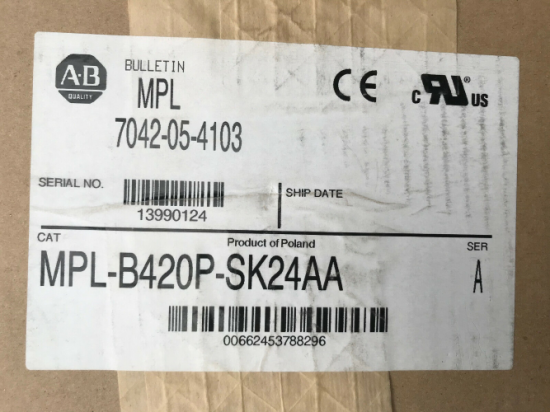 A-B
QUALITY
BULLETIN
MPL
7042-05-4103
CE
c RU US
®
SERIAL NO.
13990124
SHIP DATE
CAT
Product of Poland
SER
MPL-B420P-SK24AA
A
00662453788296